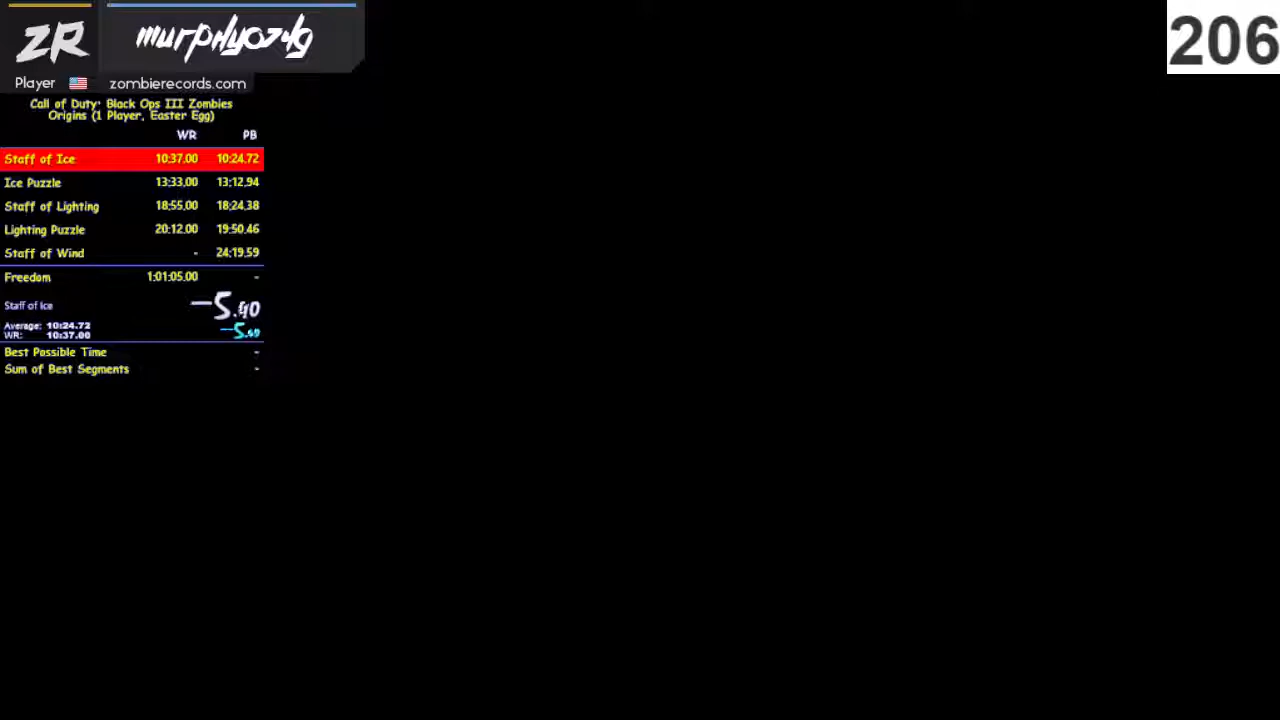 ZR
murphyo74g
206
Player
zombierecords.com
Call of Duty: Black Ops III Zombies
Origins (1 Player, Easter Egg)
WR PB
Staff of Ice 10:37.00 10:24.72
Ice Puzzle 13:33.00 13:12.94
Staff of Lighting 18:55.00 18:24.38
Lighting Puzzle 20:12.00 19:50.46
Staff of Wind - 24:19.59
Freedom 1:01:05.00 -
Staff of Ice −5.40
Average: 10:24.72
WR: 10:37.00
Best Possible Time -
Sum of Best Segments -